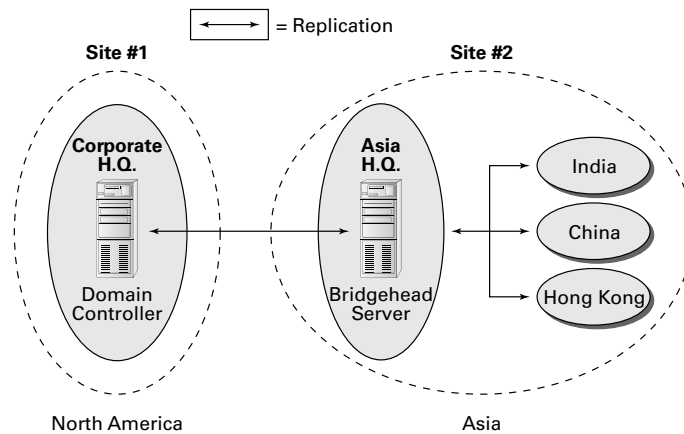 = Replication
Site #1
Site #2
Corporate
H.Q.
Domain
Controller
Asia
H.Q.
Bridgehead
Server
India
China
Hong Kong
North America
Asia